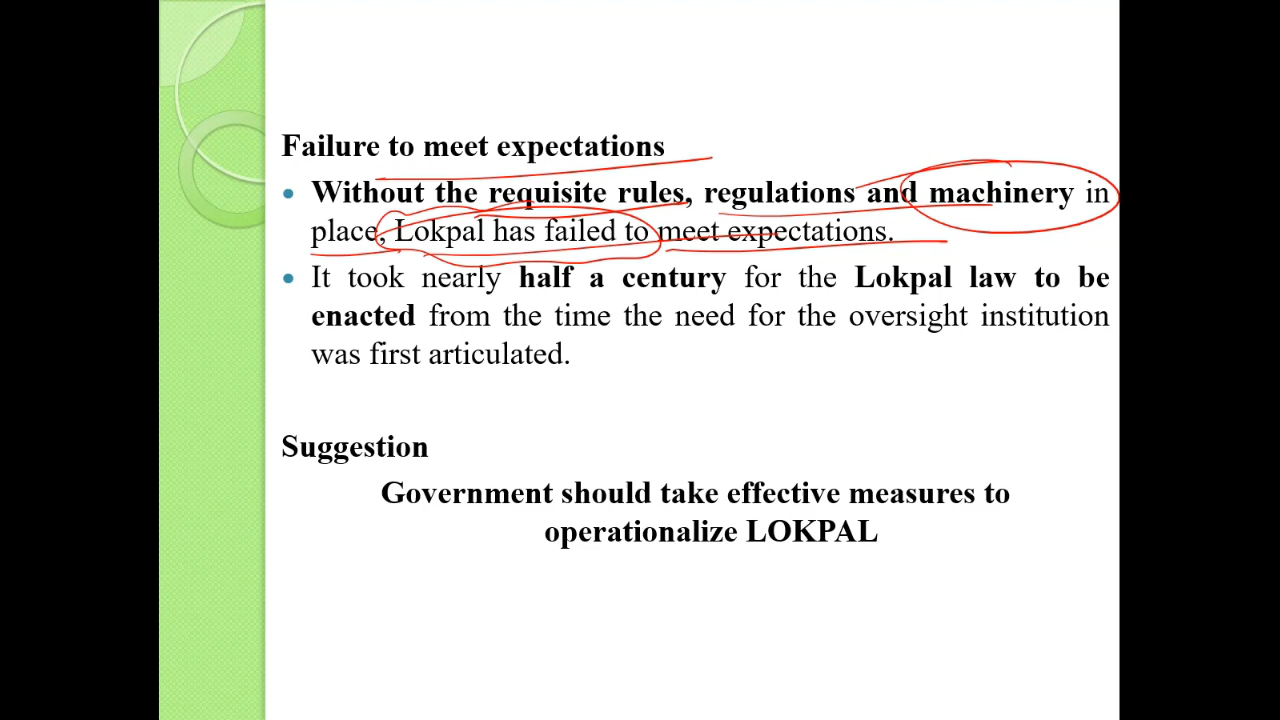 Failure to meet expectations
• Without the requisite rules, regulations and machinery in
place, Lokpal has failed to meet expectations.
• It took nearly half a century for the Lokpal law to be
enacted from the time the need for the oversight institution
was first articulated.
Suggestion
Government should take effective measures to
operationalize LOKPAL